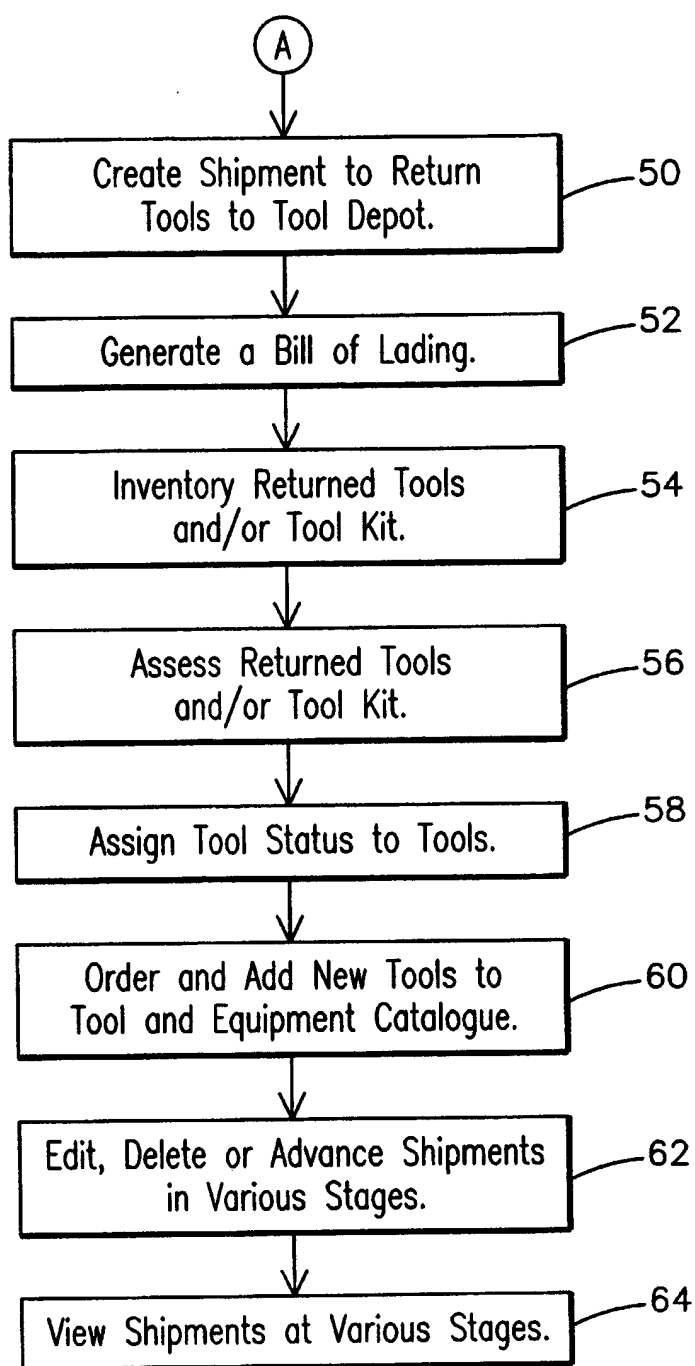 A
Create Shipment to Return
Tools to Tool Depot.
50
Generate a Bill of Lading.
52
Inventory Returned Tools
and/or Tool Kit.
54
Assess Returned Tools
and/or Tool Kit.
56
Assign Tool Status to Tools.
58
Order and Add New Tools to
Tool and Equipment Catalogue.
60
Edit, Delete or Advance Shipments
in Various Stages.
62
View Shipments at Various Stages.
64